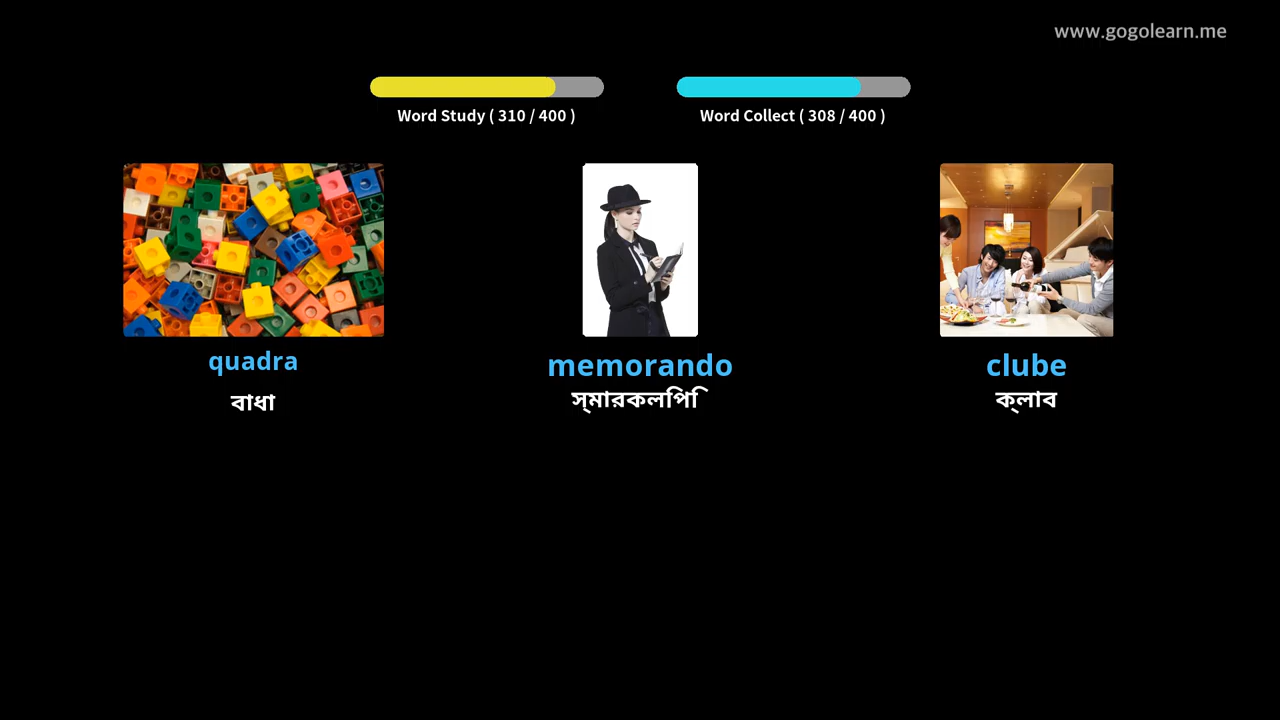 www.gogolearn.me
Word Study ( 310 / 400 )
Word Collect ( 308 / 400 )
quadra
memorando
clube
বাধা
স্মারকলিপি
ক্লাব